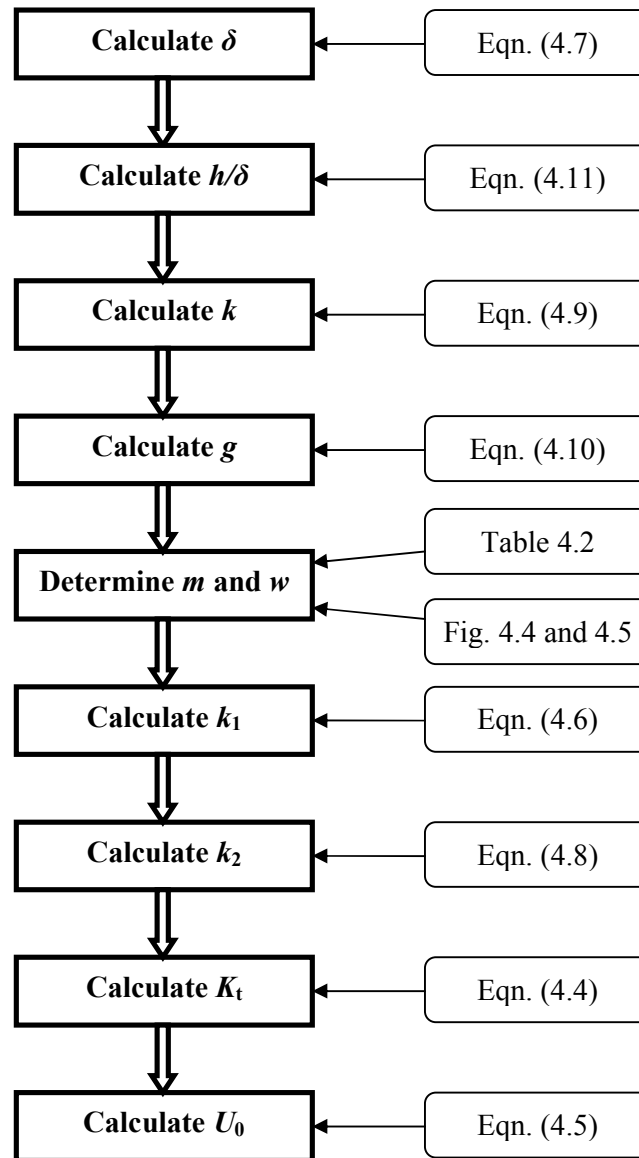 Calculate δ
Eqn. (4.7)
Calculate h/δ
Eqn. (4.11)
Calculate k
Eqn. (4.9)
Calculate g
Eqn. (4.10)
Determine m and w
Table 4.2
Fig. 4.4 and 4.5
Calculate k₁
Eqn. (4.6)
Calculate k₂
Eqn. (4.8)
Calculate Kₜ
Eqn. (4.4)
Calculate U₀
Eqn. (4.5)